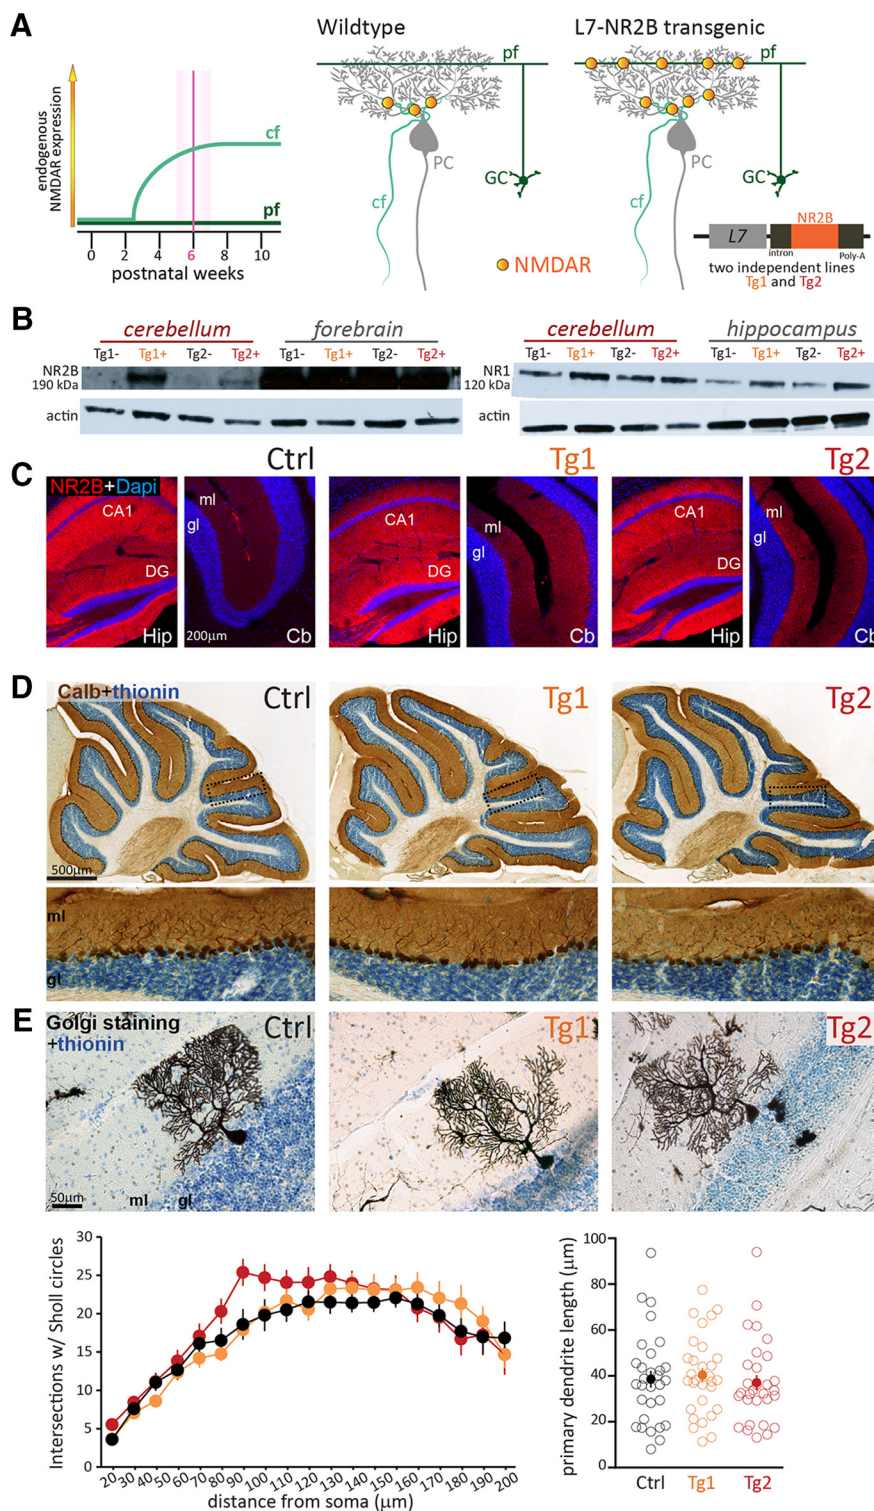 A
Wildtype
L7-NR2B transgenic
endogenous
NMDAR expression
cf
pf
0 2 4 6 8 10
postnatal weeks
pf
PC
GC
cf
NMDAR
pf
PC
GC
cf
NR2B
L7
intron
Poly-A
two independent lines
Tg1 and Tg2
B
cerebellum forebrain
Tg1- Tg1+ Tg2- Tg2+ Tg1- Tg1+ Tg2- Tg2+
NR2B
190 kDa
actin
cerebellum hippocampus
Tg1- Tg1+ Tg2- Tg2+ Tg1- Tg1+ Tg2- Tg2+
NR1
120 kDa
actin
C
Ctrl Tg1 Tg2
NR2B+Dapi
CA1
DG
Hip
ml
gl
200μm
Cb
CA1
DG
Hip
ml
gl
Cb
CA1
DG
Hip
ml
gl
Cb
D
Calb+thionin
Ctrl
Tg1
Tg2
500μm
ml
gl
E
Golgi staining
+thionin
Ctrl
Tg1
Tg2
50μm
ml
gl
Intersections w/ Sholl circles
30
25
20
15
10
5
0
20 30 40 50 60 70 80 90 100 110 120 130 140 150 160 170 180 190 200
distance from soma (μm)
primary dendrite length (μm)
100
80
60
40
20
0
Ctrl Tg1 Tg2